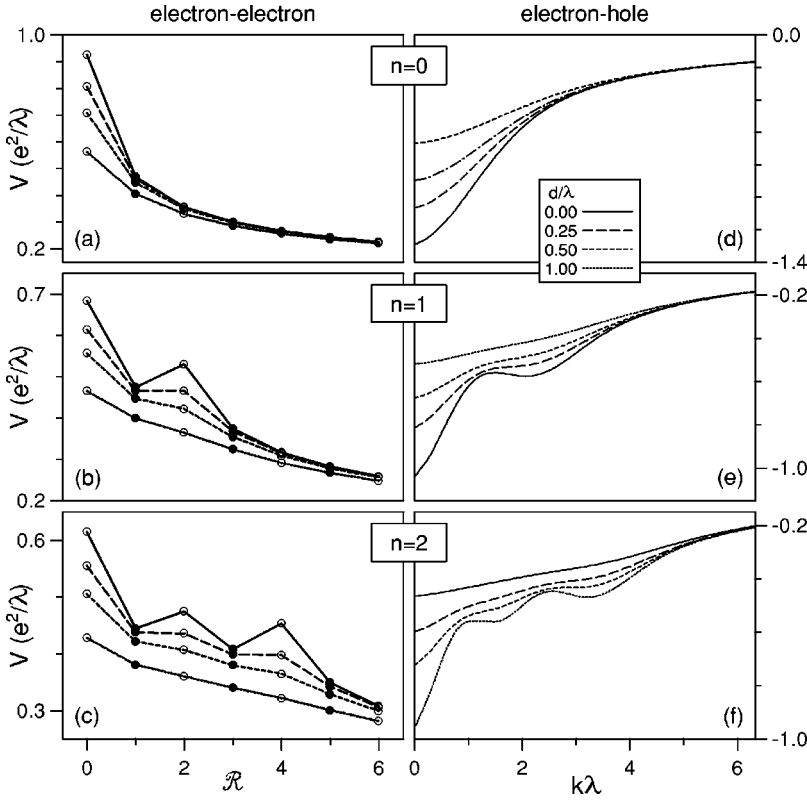 electron-electron electron-hole
1.0 0.0
n=0
V (e²/λ)
d/λ
0.00
0.25
0.50
1.00
0.2 (a) (d)
-1.4
n=1
0.7 -0.2
V (e²/λ)
(b) (e) -1.0
0.2
n=2
0.6 -0.2
V (e²/λ)
0.3 (c) (f)
-1.0
0 2 4 6 0 2 4 6
ℛ kλ